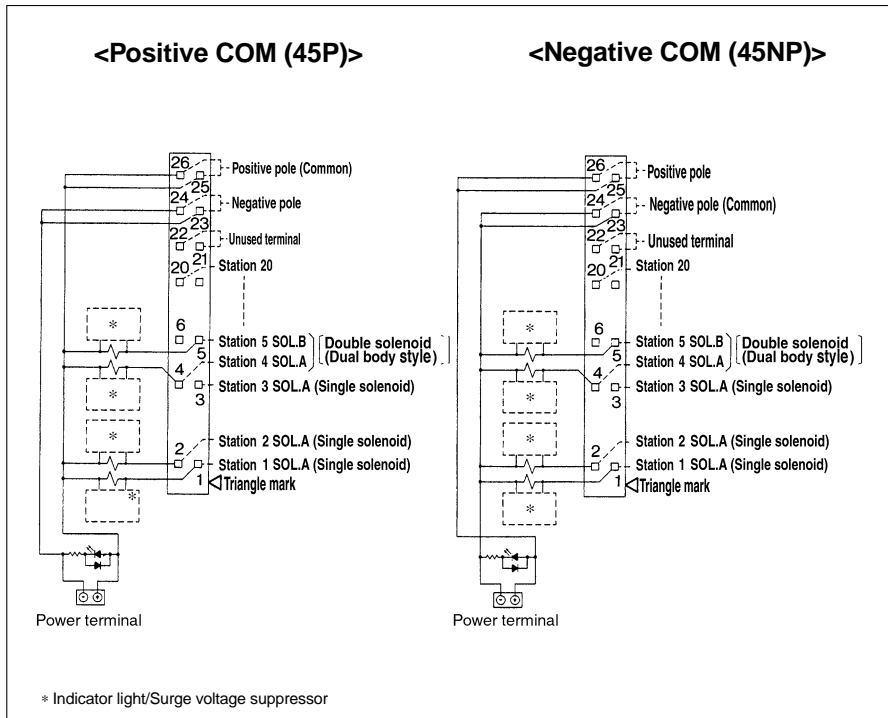 <Positive COM (45P)>
26
Positive pole (Common)
25
24
Negative pole
23
22
Unused terminal
21
20
Station 20
6
*
Station 5 SOL.B
Double solenoid
(Dual body style)
5
Station 4 SOL.A
4
*
Station 3 SOL.A (Single solenoid)
3
*
Station 2 SOL.A (Single solenoid)
2
Station 1 SOL.A (Single solenoid)
1
Triangle mark
*
Power terminal
<Negative COM (45NP)>
26
Positive pole
25
24
Negative pole (Common)
23
22
Unused terminal
21
20
Station 20
6
*
Station 5 SOL.B
Double solenoid
(Dual body style)
5
Station 4 SOL.A
4
*
Station 3 SOL.A (Single solenoid)
3
*
Station 2 SOL.A (Single solenoid)
2
Station 1 SOL.A (Single solenoid)
1
Triangle mark
*
Power terminal
* Indicator light/Surge voltage suppressor